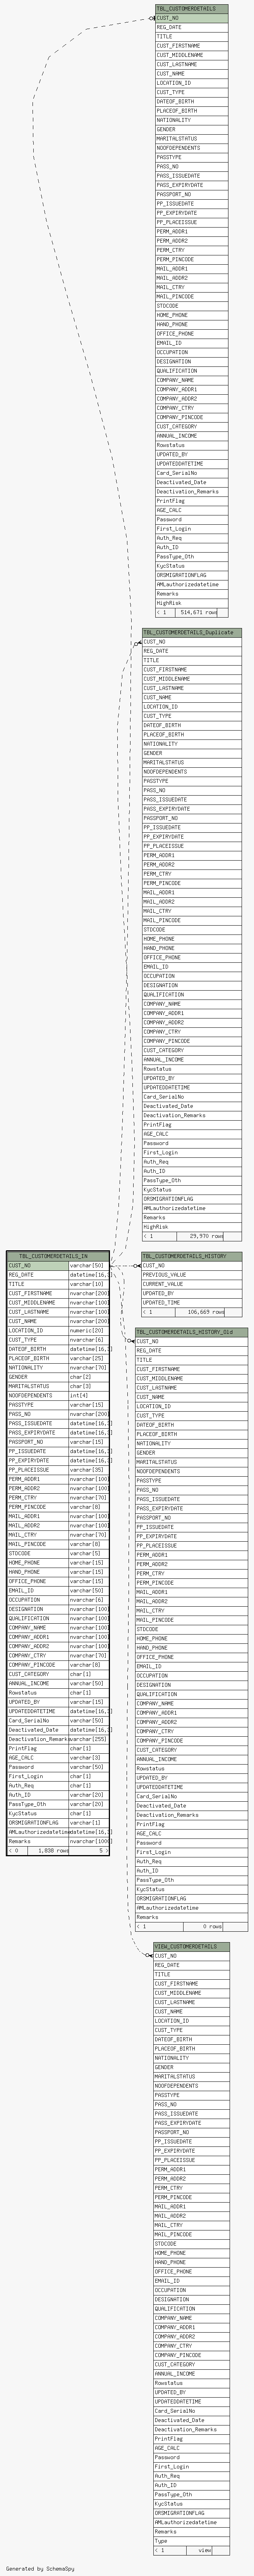 TBL_CUSTOMERDETAILS
CUST_NO
REG_DATE
TITLE
CUST_FIRSTNAME
CUST_MIDDLENAME
CUST_LASTNAME
CUST_NAME
LOCATION_ID
CUST_TYPE
DATEOF_BIRTH
PLACEOF_BIRTH
NATIONALITY
GENDER
MARITALSTATUS
NOOFDEPENDENTS
PASSTYPE
PASS_NO
PASS_ISSUEDATE
PASS_EXPIRYDATE
PASSPORT_NO
PP_ISSUEDATE
PP_EXPIRYDATE
PP_PLACEISSUE
PERM_ADDR1
PERM_ADDR2
PERM_CTRY
PERM_PINCODE
MAIL_ADDR1
MAIL_ADDR2
MAIL_CTRY
MAIL_PINCODE
STDCODE
HOME_PHONE
HAND_PHONE
OFFICE_PHONE
EMAIL_ID
OCCUPATION
DESIGNATION
QUALIFICATION
COMPANY_NAME
COMPANY_ADDR1
COMPANY_ADDR2
COMPANY_CTRY
COMPANY_PINCODE
CUST_CATEGORY
ANNUAL_INCOME
Rowstatus
UPDATED_BY
UPDATEDDATETIME
Card_SerialNo
Deactivated_Date
Deactivation_Remarks
PrintFlag
AGE_CALC
Password
First_Login
Auth_Req
Auth_ID
PassType_Oth
KycStatus
ORSMIGRATIONFLAG
AMLauthorizedatetime
Remarks
HighRisk
< 1 514,671 rows
TBL_CUSTOMERDETAILS_Duplicate
CUST_NO
REG_DATE
TITLE
CUST_FIRSTNAME
CUST_MIDDLENAME
CUST_LASTNAME
CUST_NAME
LOCATION_ID
CUST_TYPE
DATEOF_BIRTH
PLACEOF_BIRTH
NATIONALITY
GENDER
MARITALSTATUS
NOOFDEPENDENTS
PASSTYPE
PASS_NO
PASS_ISSUEDATE
PASS_EXPIRYDATE
PASSPORT_NO
PP_ISSUEDATE
PP_EXPIRYDATE
PP_PLACEISSUE
PERM_ADDR1
PERM_ADDR2
PERM_CTRY
PERM_PINCODE
MAIL_ADDR1
MAIL_ADDR2
MAIL_CTRY
MAIL_PINCODE
STDCODE
HOME_PHONE
HAND_PHONE
OFFICE_PHONE
EMAIL_ID
OCCUPATION
DESIGNATION
QUALIFICATION
COMPANY_NAME
COMPANY_ADDR1
COMPANY_ADDR2
COMPANY_CTRY
COMPANY_PINCODE
CUST_CATEGORY
ANNUAL_INCOME
Rowstatus
UPDATED_BY
UPDATEDDATETIME
Card_SerialNo
Deactivated_Date
Deactivation_Remarks
PrintFlag
AGE_CALC
Password
First_Login
Auth_Req
Auth_ID
PassType_Oth
KycStatus
ORSMIGRATIONFLAG
AMLauthorizedatetime
Remarks
HighRisk
< 1 29,970 rows
TBL_CUSTOMERDETAILS_IN
CUST_NO varchar[50]
REG_DATE datetime[16,3]
TITLE varchar[10]
CUST_FIRSTNAME nvarchar[200]
CUST_MIDDLENAME nvarchar[100]
CUST_LASTNAME nvarchar[100]
CUST_NAME nvarchar[200]
LOCATION_ID numeric[20]
CUST_TYPE nvarchar[6]
DATEOF_BIRTH datetime[16,3]
PLACEOF_BIRTH varchar[25]
NATIONALITY nvarchar[70]
GENDER char[2]
MARITALSTATUS char[3]
NOOFDEPENDENTS int[4]
PASSTYPE varchar[15]
PASS_NO nvarchar[200]
PASS_ISSUEDATE datetime[16,3]
PASS_EXPIRYDATE datetime[16,3]
PASSPORT_NO varchar[15]
PP_ISSUEDATE datetime[16,3]
PP_EXPIRYDATE datetime[16,3]
PP_PLACEISSUE varchar[35]
PERM_ADDR1 nvarchar[100]
PERM_ADDR2 nvarchar[100]
PERM_CTRY nvarchar[70]
PERM_PINCODE varchar[8]
MAIL_ADDR1 nvarchar[100]
MAIL_ADDR2 nvarchar[100]
MAIL_CTRY nvarchar[70]
MAIL_PINCODE varchar[8]
STDCODE varchar[5]
HOME_PHONE varchar[15]
HAND_PHONE varchar[15]
OFFICE_PHONE varchar[15]
EMAIL_ID varchar[50]
OCCUPATION nvarchar[6]
DESIGNATION nvarchar[100]
QUALIFICATION nvarchar[100]
COMPANY_NAME nvarchar[100]
COMPANY_ADDR1 nvarchar[100]
COMPANY_ADDR2 nvarchar[100]
COMPANY_CTRY nvarchar[70]
COMPANY_PINCODE varchar[8]
CUST_CATEGORY char[1]
ANNUAL_INCOME varchar[50]
Rowstatus char[1]
UPDATED_BY varchar[15]
UPDATEDDATETIME datetime[16,3]
Card_SerialNo varchar[50]
Deactivated_Date datetime[16,3]
Deactivation_Remarks varchar[255]
PrintFlag char[1]
AGE_CALC varchar[3]
Password varchar[50]
First_Login char[1]
Auth_Req char[1]
Auth_ID varchar[20]
PassType_Oth varchar[20]
KycStatus char[1]
ORSMIGRATIONFLAG varchar[1]
AMLauthorizedatetime datetime[16,3]
Remarks nvarchar[1000]
< 0 1,838 rows 5 >
TBL_CUSTOMERDETAILS_HISTORY
CUST_NO
PREVIOUS_VALUE
CURRENT_VALUE
UPDATED_BY
UPDATED_TIME
< 1 106,669 rows
TBL_CUSTOMERDETAILS_HISTORY_Old
CUST_NO
REG_DATE
TITLE
CUST_FIRSTNAME
CUST_MIDDLENAME
CUST_LASTNAME
CUST_NAME
LOCATION_ID
CUST_TYPE
DATEOF_BIRTH
PLACEOF_BIRTH
NATIONALITY
GENDER
MARITALSTATUS
NOOFDEPENDENTS
PASSTYPE
PASS_NO
PASS_ISSUEDATE
PASS_EXPIRYDATE
PASSPORT_NO
PP_ISSUEDATE
PP_EXPIRYDATE
PP_PLACEISSUE
PERM_ADDR1
PERM_ADDR2
PERM_CTRY
PERM_PINCODE
MAIL_ADDR1
MAIL_ADDR2
MAIL_CTRY
MAIL_PINCODE
STDCODE
HOME_PHONE
HAND_PHONE
OFFICE_PHONE
EMAIL_ID
OCCUPATION
DESIGNATION
QUALIFICATION
COMPANY_NAME
COMPANY_ADDR1
COMPANY_ADDR2
COMPANY_CTRY
COMPANY_PINCODE
CUST_CATEGORY
ANNUAL_INCOME
Rowstatus
UPDATED_BY
UPDATEDDATETIME
Card_SerialNo
Deactivated_Date
Deactivation_Remarks
PrintFlag
AGE_CALC
Password
First_Login
Auth_Req
Auth_ID
PassType_Oth
KycStatus
ORSMIGRATIONFLAG
AMLauthorizedatetime
Remarks
< 1 0 rows
VIEW_CUSTOMERDETAILS
CUST_NO
REG_DATE
TITLE
CUST_FIRSTNAME
CUST_MIDDLENAME
CUST_LASTNAME
CUST_NAME
LOCATION_ID
CUST_TYPE
DATEOF_BIRTH
PLACEOF_BIRTH
NATIONALITY
GENDER
MARITALSTATUS
NOOFDEPENDENTS
PASSTYPE
PASS_NO
PASS_ISSUEDATE
PASS_EXPIRYDATE
PASSPORT_NO
PP_ISSUEDATE
PP_EXPIRYDATE
PP_PLACEISSUE
PERM_ADDR1
PERM_ADDR2
PERM_CTRY
PERM_PINCODE
MAIL_ADDR1
MAIL_ADDR2
MAIL_CTRY
MAIL_PINCODE
STDCODE
HOME_PHONE
HAND_PHONE
OFFICE_PHONE
EMAIL_ID
OCCUPATION
DESIGNATION
QUALIFICATION
COMPANY_NAME
COMPANY_ADDR1
COMPANY_ADDR2
COMPANY_CTRY
COMPANY_PINCODE
CUST_CATEGORY
ANNUAL_INCOME
Rowstatus
UPDATED_BY
UPDATEDDATETIME
Card_SerialNo
Deactivated_Date
Deactivation_Remarks
PrintFlag
AGE_CALC
Password
First_Login
Auth_Req
Auth_ID
PassType_Oth
KycStatus
ORSMIGRATIONFLAG
AMLauthorizedatetime
Remarks
Type
< 1 view
Generated by SchemaSpy